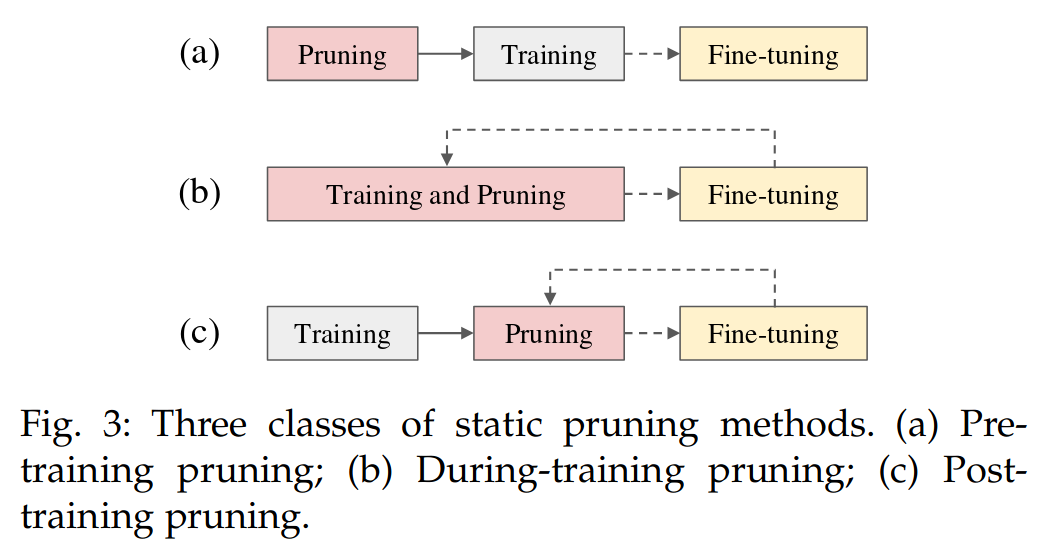 (a) Pruning Training Fine-tuning
(b) Training and Pruning Fine-tuning
(c) Training Pruning Fine-tuning
Fig. 3: Three classes of static pruning methods. (a) Pre-
training pruning; (b) During-training pruning; (c) Post-
training pruning.